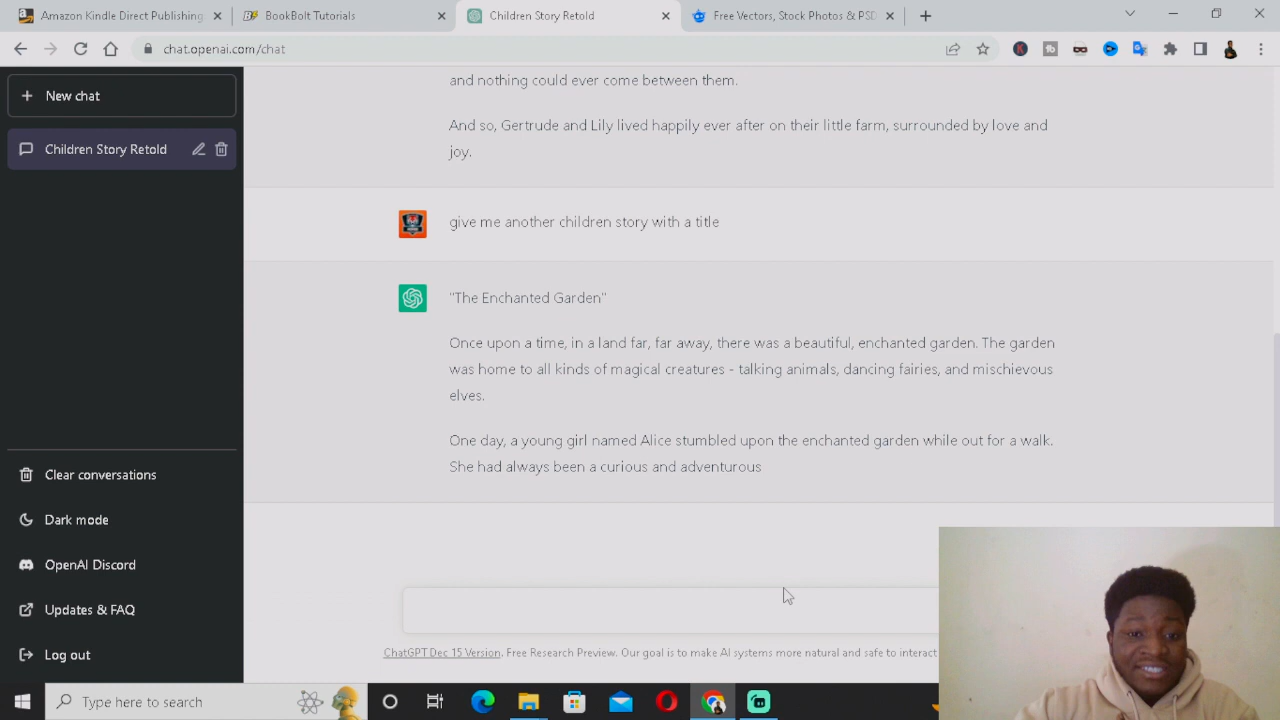 Amazon Kindle Direct Publishing
BookBolt Tutorials
Children Story Retold
Free Vectors, Stock Photos & PSD
chat.openai.com/chat
New chat
Children Story Retold
Clear conversations
Dark mode
OpenAI Discord
Updates & FAQ
Log out
and nothing could ever come between them.
And so, Gertrude and Lily lived happily ever after on their little farm, surrounded by love and
joy.
give me another children story with a title
"The Enchanted Garden"
Once upon a time, in a land far, far away, there was a beautiful, enchanted garden. The garden
was home to all kinds of magical creatures - talking animals, dancing fairies, and mischievous
elves.
One day, a young girl named Alice stumbled upon the enchanted garden while out for a walk.
She had always been a curious and adventurous
ChatGPT Dec 15 Version. Free Research Preview. Our goal is to make AI systems more natural and safe to interact
Type here to search